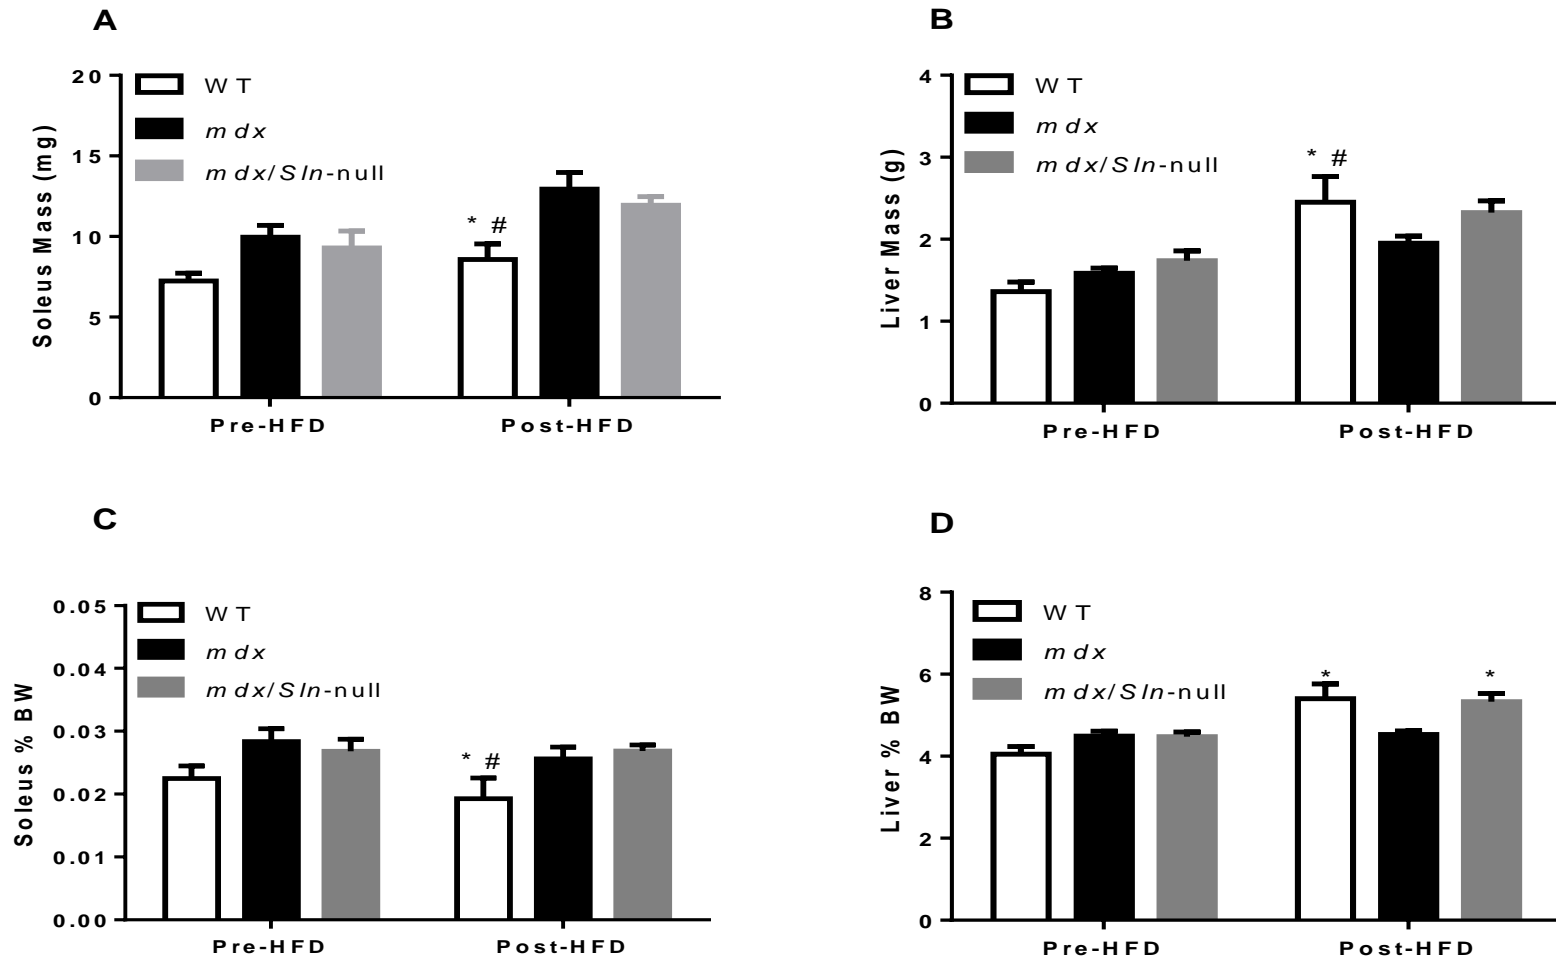 A
20
15
10
5
0
Soleus Mass (mg)
WT
mdx
mdx/Sln-null
* #
Pre-HFD
Post-HFD
B
4
3
2
1
0
Liver Mass (g)
WT
mdx
mdx/Sln-null
* #
Pre-HFD
Post-HFD
C
0.05
0.04
0.03
0.02
0.01
0.00
Soleus % BW
WT
mdx
mdx/Sln-null
* #
Pre-HFD
Post-HFD
D
8
6
4
2
0
Liver % BW
WT
mdx
mdx/Sln-null
*
*
Pre-HFD
Post-HFD